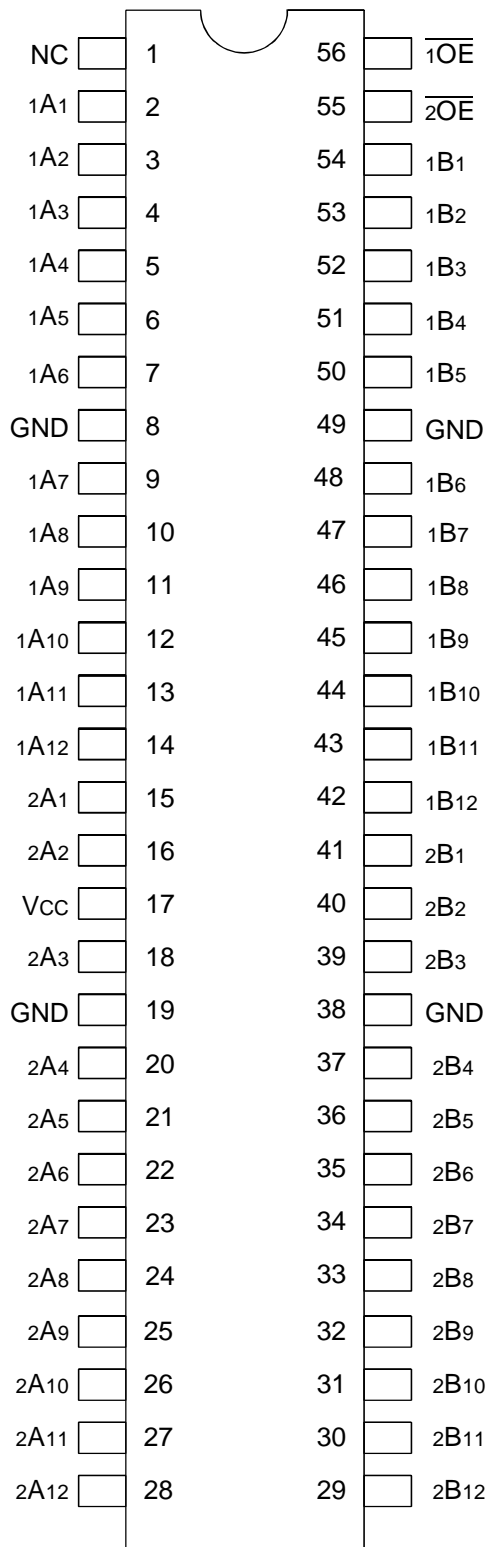 NC 1 56 1OE
1A1 2 55 2OE
1A2 3 54 1B1
1A3 4 53 1B2
1A4 5 52 1B3
1A5 6 51 1B4
1A6 7 50 1B5
GND 8 49 GND
1A7 9 48 1B6
1A8 10 47 1B7
1A9 11 46 1B8
1A10 12 45 1B9
1A11 13 44 1B10
1A12 14 43 1B11
2A1 15 42 1B12
2A2 16 41 2B1
VCC 17 40 2B2
2A3 18 39 2B3
GND 19 38 GND
2A4 20 37 2B4
2A5 21 36 2B5
2A6 22 35 2B6
2A7 23 34 2B7
2A8 24 33 2B8
2A9 25 32 2B9
2A10 26 31 2B10
2A11 27 30 2B11
2A12 28 29 2B12